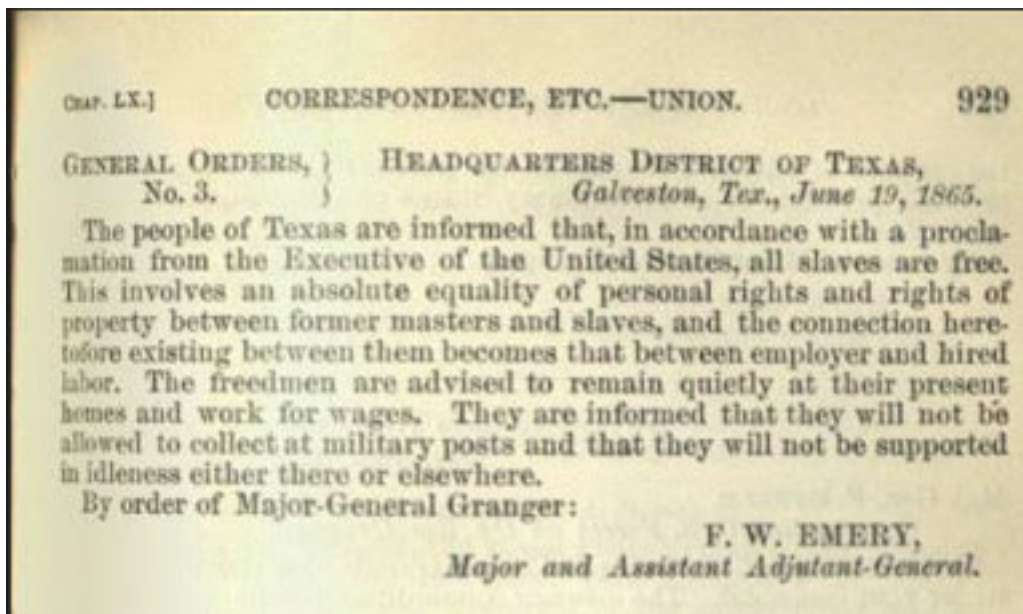 CHAP. LX.] CORRESPONDENCE, ETC.—UNION. 929
GENERAL ORDERS, } HEADQUARTERS DISTRICT OF TEXAS,
No. 3. } Galveston, Tex., June 19, 1865.
The people of Texas are informed that, in accordance with a procla-
mation from the Executive of the United States, all slaves are free.
This involves an absolute equality of personal rights and rights of
property between former masters and slaves, and the connection here-
tofore existing between them becomes that between employer and hired
labor. The freedmen are advised to remain quietly at their present
homes and work for wages. They are informed that they will not be
allowed to collect at military posts and that they will not be supported
in idleness either there or elsewhere.
By order of Major-General Granger:
F. W. EMERY,
Major and Assistant Adjutant-General.